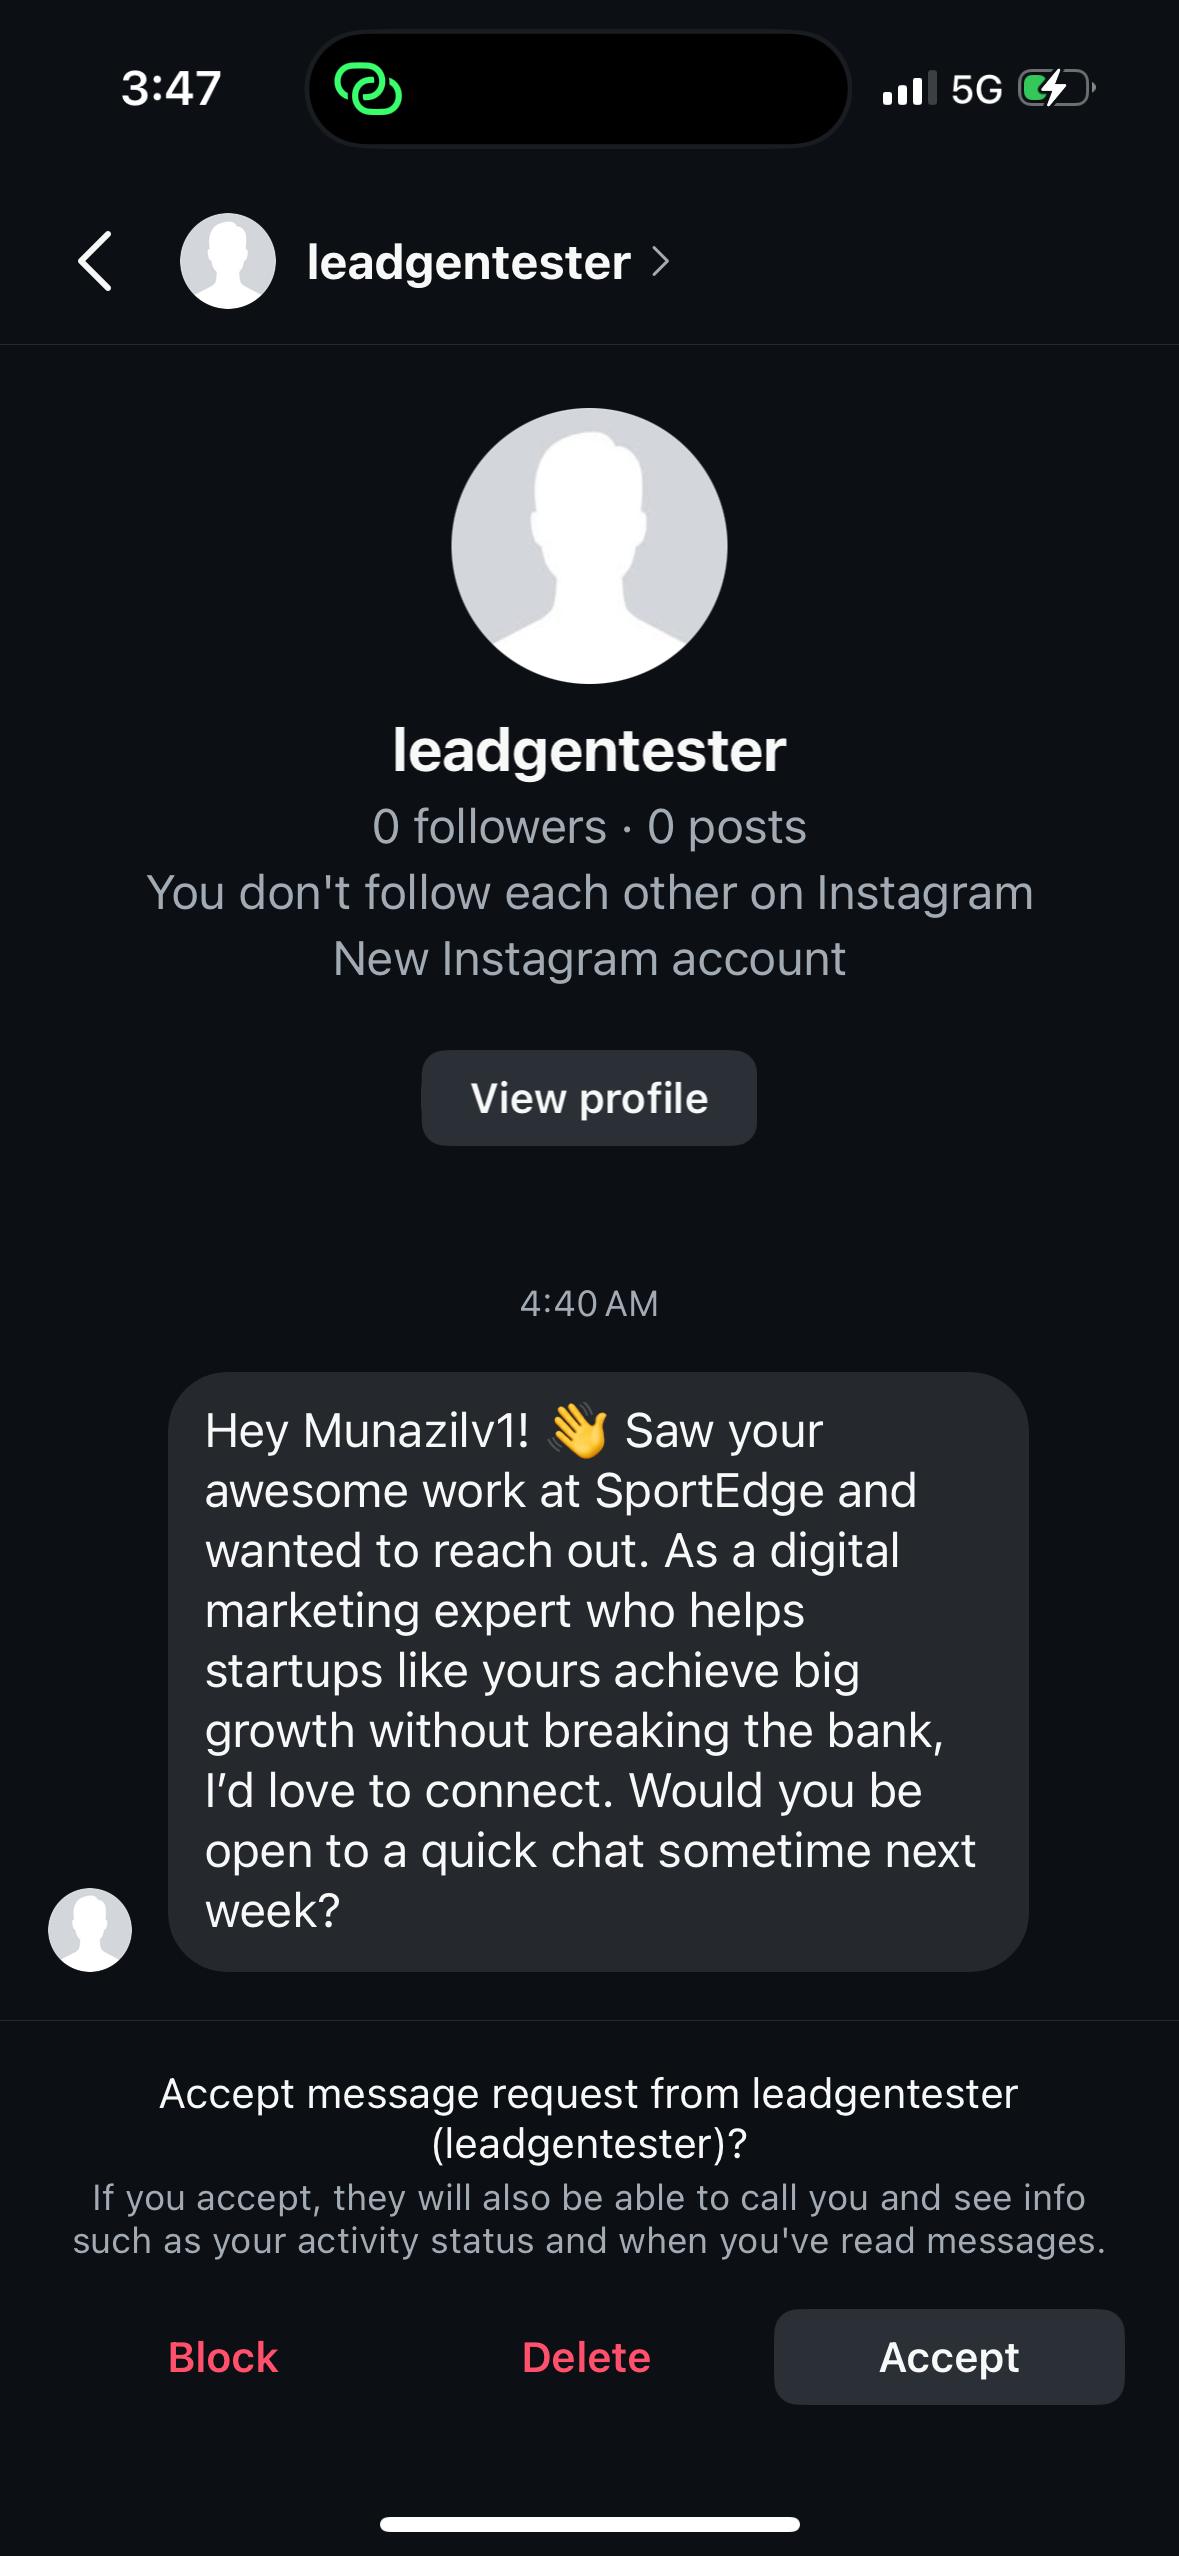 3:47
5G
leadgentester
leadgentester
0 followers · 0 posts
You don't follow each other on Instagram
New Instagram account
View profile
4:40 AM
Hey Munazilv1! 👋 Saw your
awesome work at SportEdge and
wanted to reach out. As a digital
marketing expert who helps
startups like yours achieve big
growth without breaking the bank,
I’d love to connect. Would you be
open to a quick chat sometime next
week?
Accept message request from leadgentester
(leadgentester)?
If you accept, they will also be able to call you and see info
such as your activity status and when you've read messages.
Block
Delete
Accept